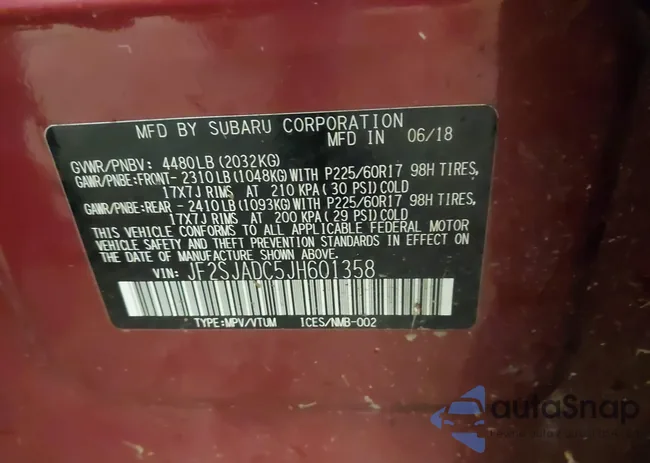 MFD BY SUBARU CORPORATION
MFD IN 06/18
GVWR/PNBV: 4480LB (2032KG)
GAWR/PNBE:FRONT- 2310LB (1048KG) WITH P225/60R17 98H TIRES,
17X7J RIMS AT 210 KPA (30 PSI) COLD
GAWR/PNBE:REAR - 2410LB (1093KG) WITH P225/60R17 98H TIRES,
17X7J RIMS AT 200 KPA (29 PSI) COLD
THIS VEHICLE CONFORMS TO ALL APPLICABLE FEDERAL MOTOR
VEHICLE SAFETY AND THEFT PREVENTION STANDARDS IN EFFECT ON
THE DATE OF MANUFACTURE SHOWN ABOVE.
VIN: JF2SJADC5JH601358
TYPE:MPV/VTUM ICES/NMB-002
autoSnap